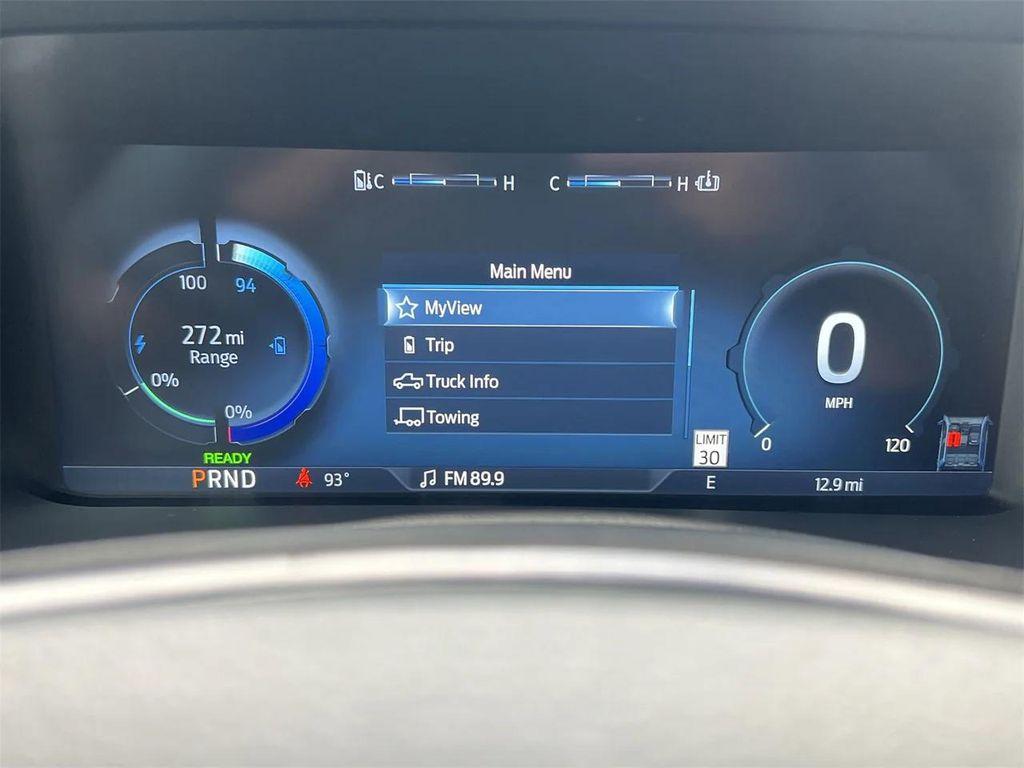 C H C H
100 94
272 mi
Range
0%
0%
Main Menu
MyView
Trip
Truck Info
Towing
0
MPH
0 120
LIMIT
30
READY
PRND 93° FM 89.9 E 12.9 mi